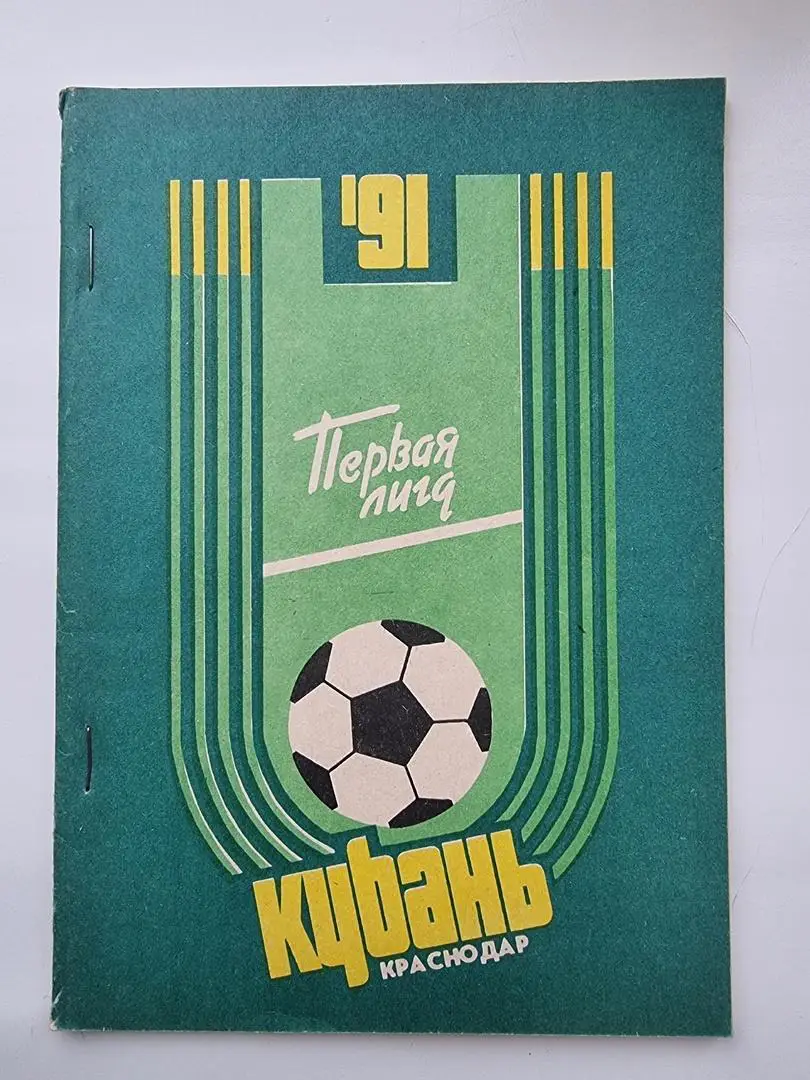 '91
Первая
лига
Кубань
КРАСНОДАР